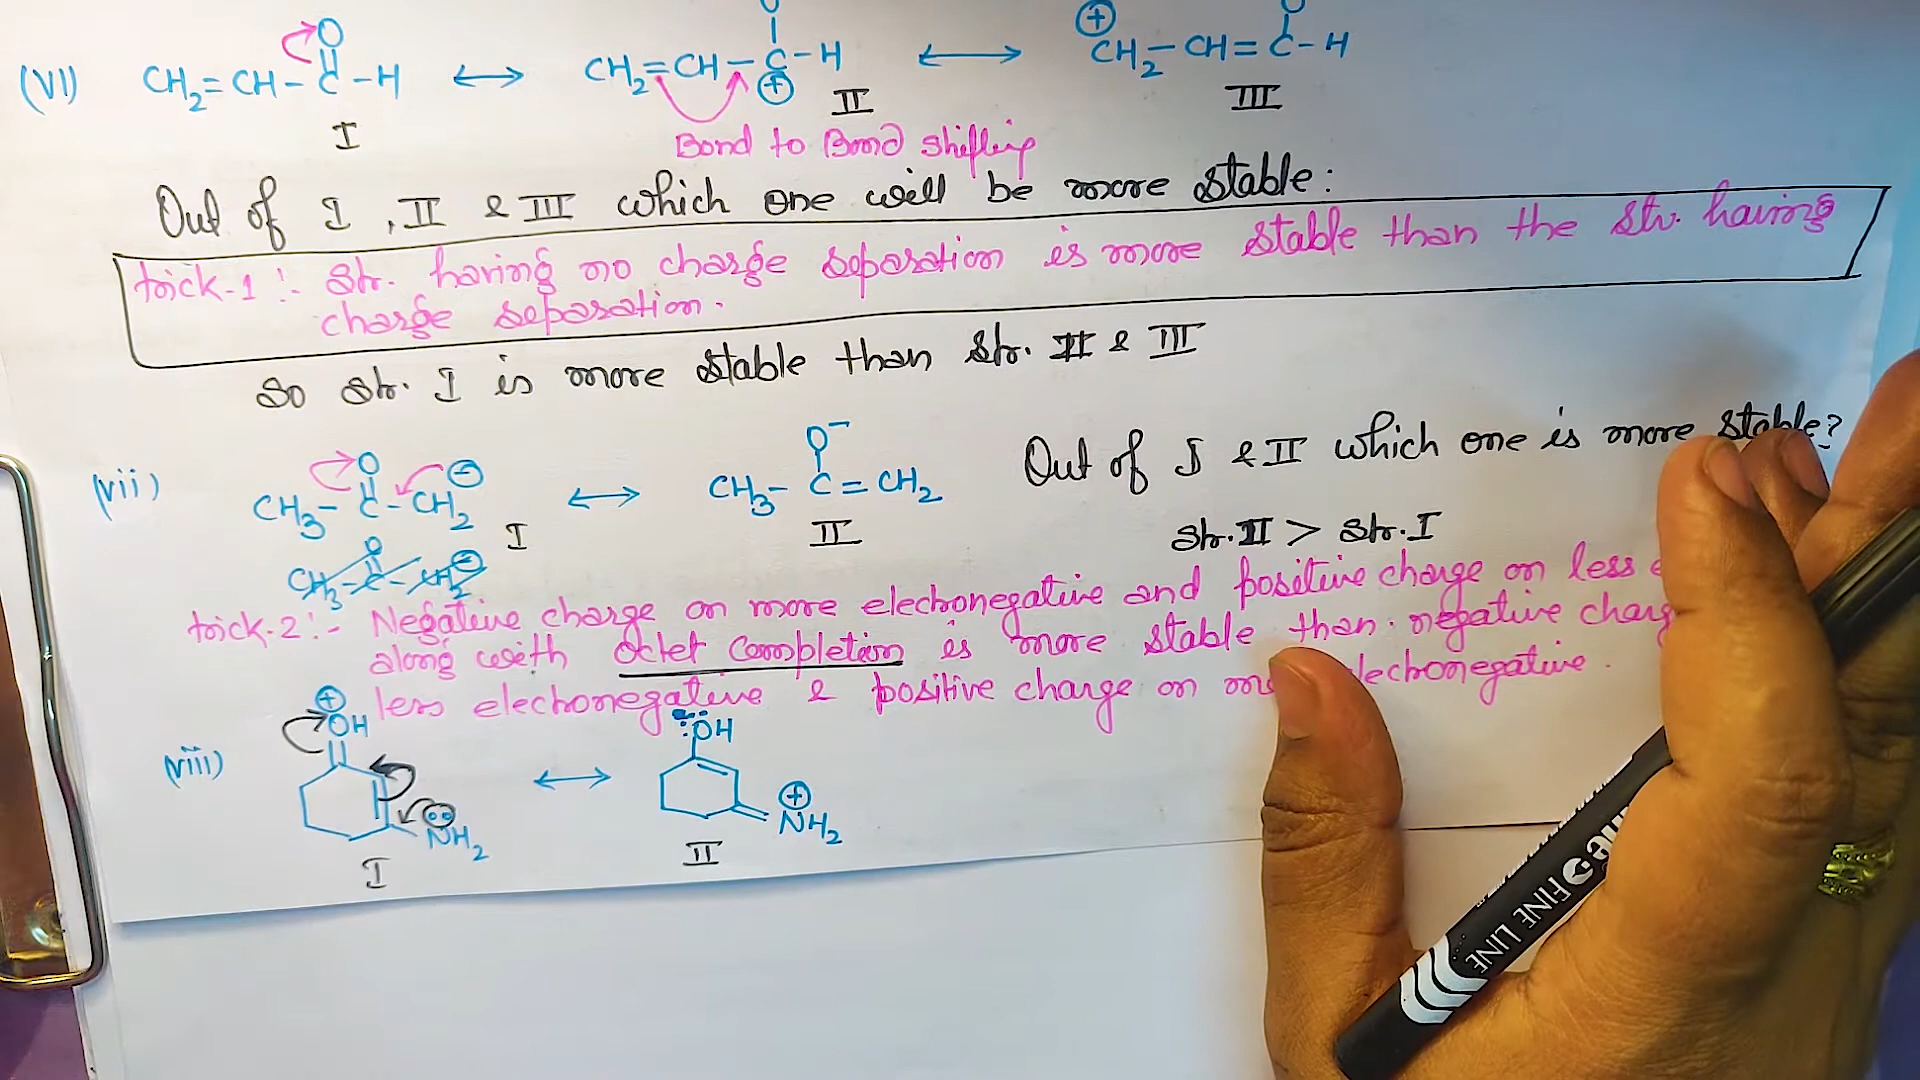 (VI) CH₂=CH-C-H ⟷ CH₂=CH-C-H ⟷ CH₂-CH=C-H
O O O
⊕ ⊕
I II III
Bond to Bond shifting
Out of I, II & III which one will be more stable:
trick-1:- Str. having no charge separation is more stable than the str. having
charge separation.
So str. I is more stable than str. II & III
(vii) CH₃-C-CH₂ ⟷ CH₃-C=CH₂
O ⊖ O⁻
I II
Out of I & II which one is more stable?
str. II > str. I
trick-2:- Negative charge on more electronegative and positive charge on less
along with octet completion is more stable than negative
less electronegative & positive charge on electronegative.
(viii) ⊕ OH NH₂ ⟷ :ÖH ⊕ NH₂
I II
FINE LINE